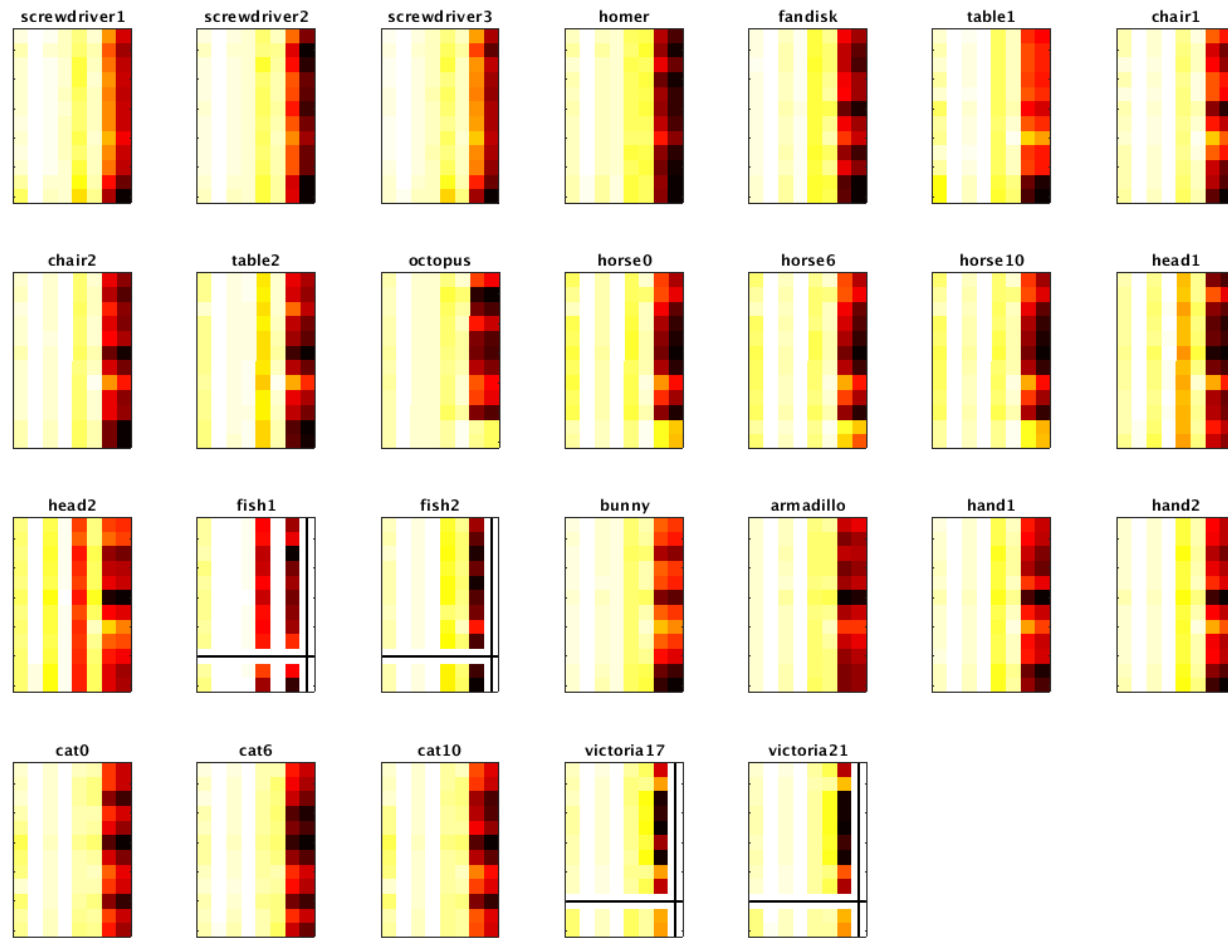 screwdriver1 screwdriver2 screwdriver3 homer fandisk table1 chair1
chair2 table2 octopus horse0 horse6 horse10 head1
head2 fish1 fish2 bunny armadillo hand1 hand2
cat0 cat6 cat10 victoria17 victoria21